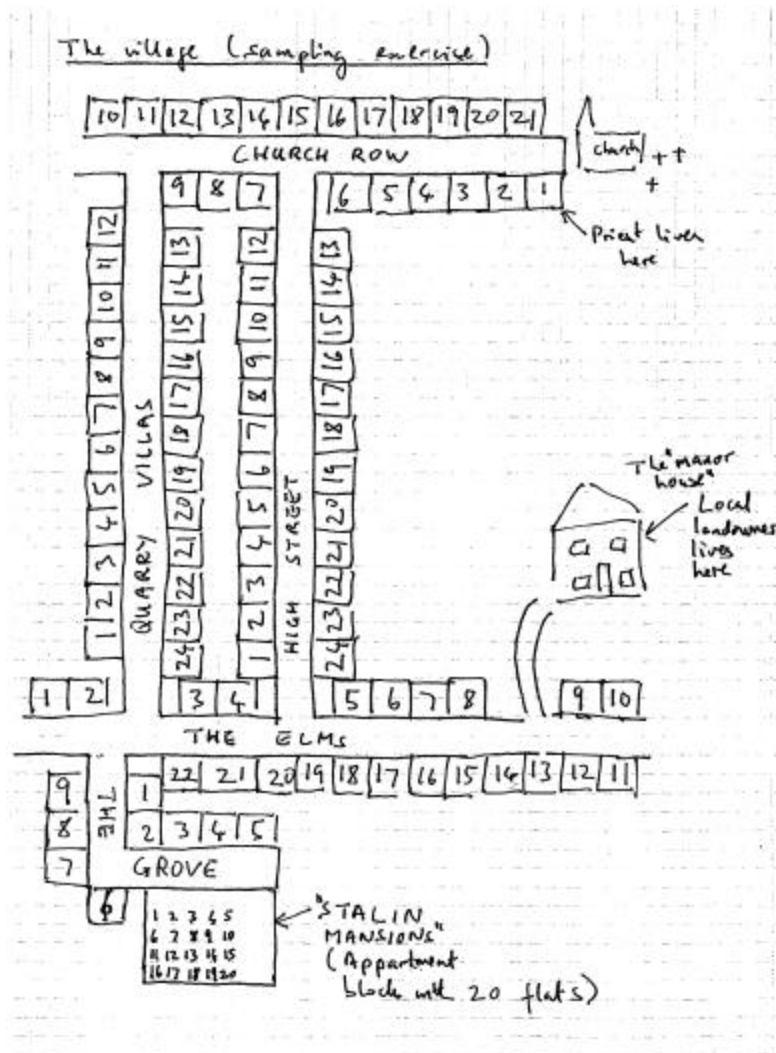 The village (sampling exercise)
10 11 12 13 14 15 16 17 18 19 20 21
CHURCH ROW
church
9 8 7
6 5 4 3 2 1
Priest lives
here
12 11 10 9 8 7 6 5 4 3 2 1
QUARRY VILLAS
13 14 15 16 17 18 19 20 21 22 23 24
12 11 10 9 8 7 6 5 4 3 2 1
HIGH STREET
13 14 15 16 17 18 19 20 21 22 23 24
The "manor
house"
Local
landowner
lives
here
1 2
3 4
5 6 7 8
9 10
THE ELMS
22 21 20 19 18 17 16 15 14 13 12 11
9 8 7
THE
1
2 3 4 5
GROVE
6
1 2 3 4 5
6 7 8 9 10
11 12 13 14 15
16 17 18 19 20
"STALIN
MANSIONS"
(Appartment
block with 20 flats)